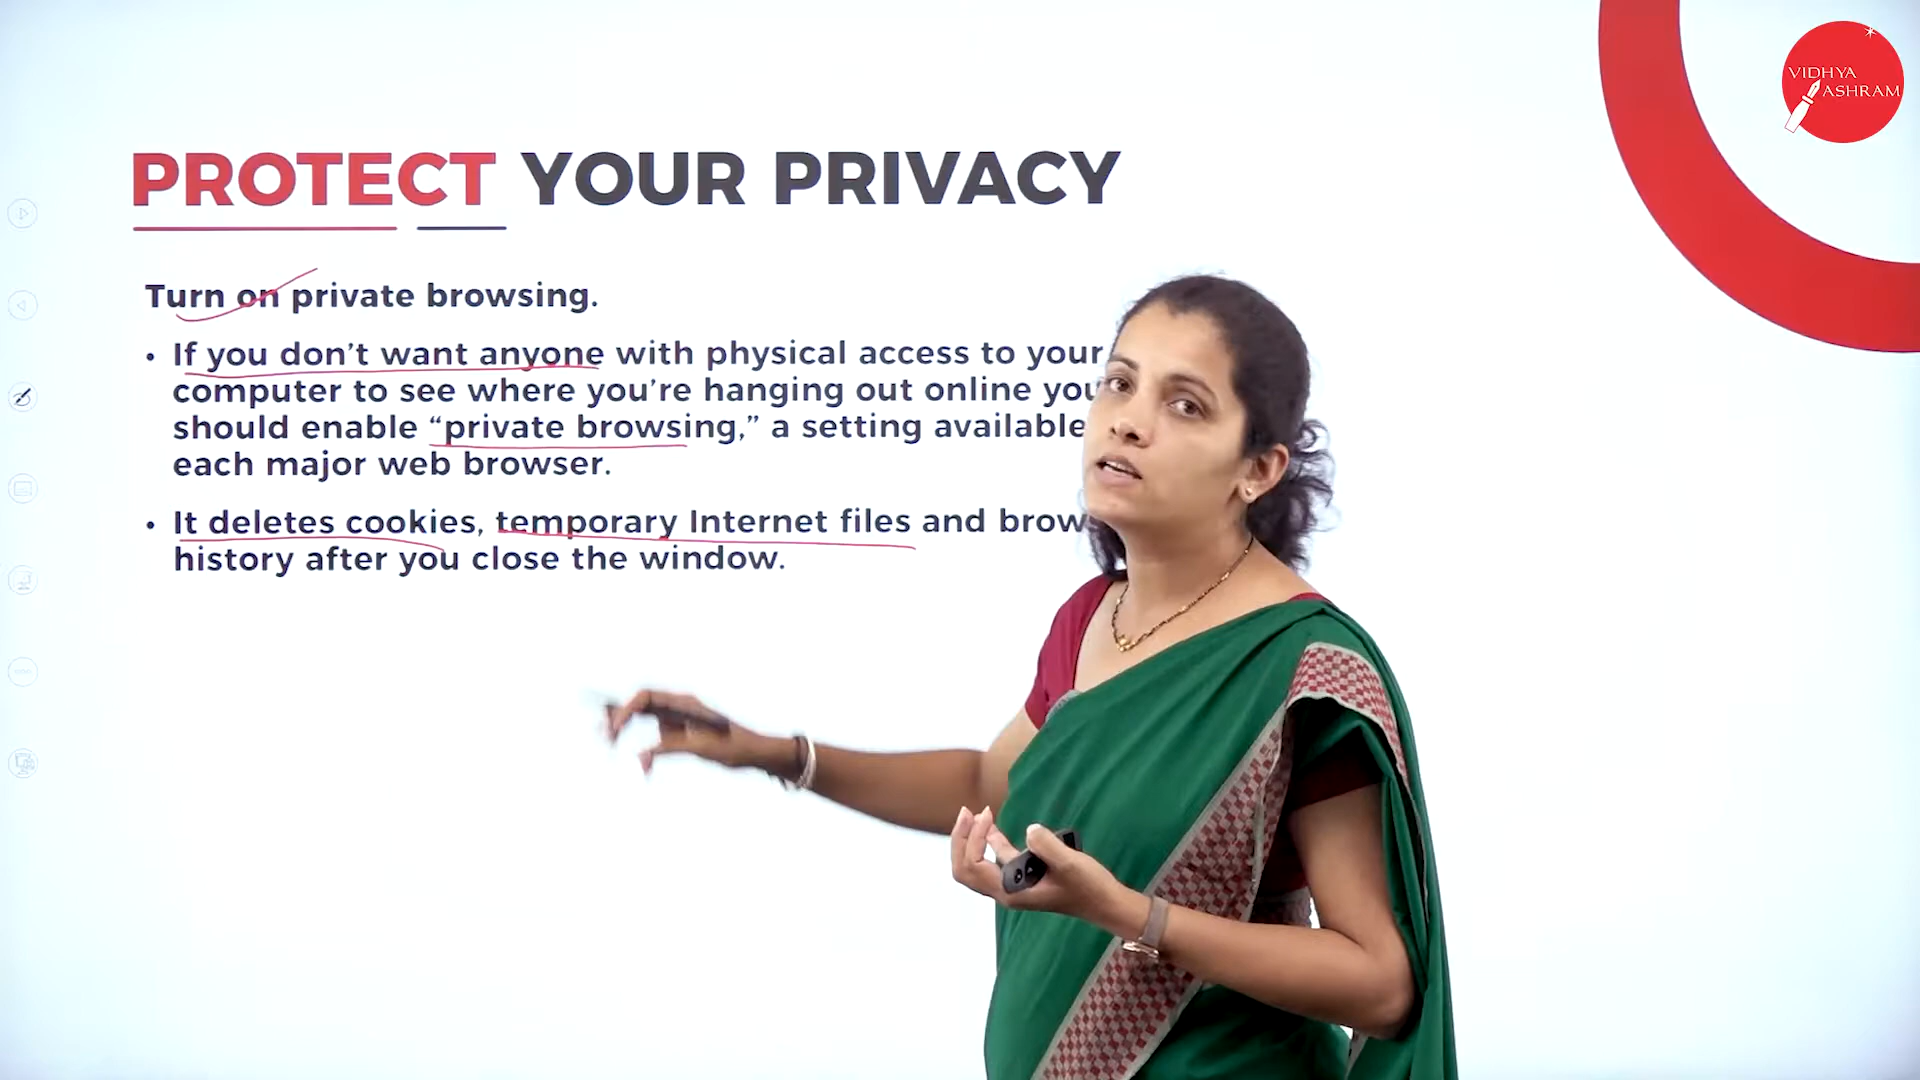 VIDHYA
ASHRAM
PROTECT YOUR PRIVACY
Turn on private browsing.
• If you don't want anyone with physical access to your
computer to see where you're hanging out online you
should enable “private browsing,” a setting available
each major web browser.
• It deletes cookies, temporary Internet files and
history after you close the window.